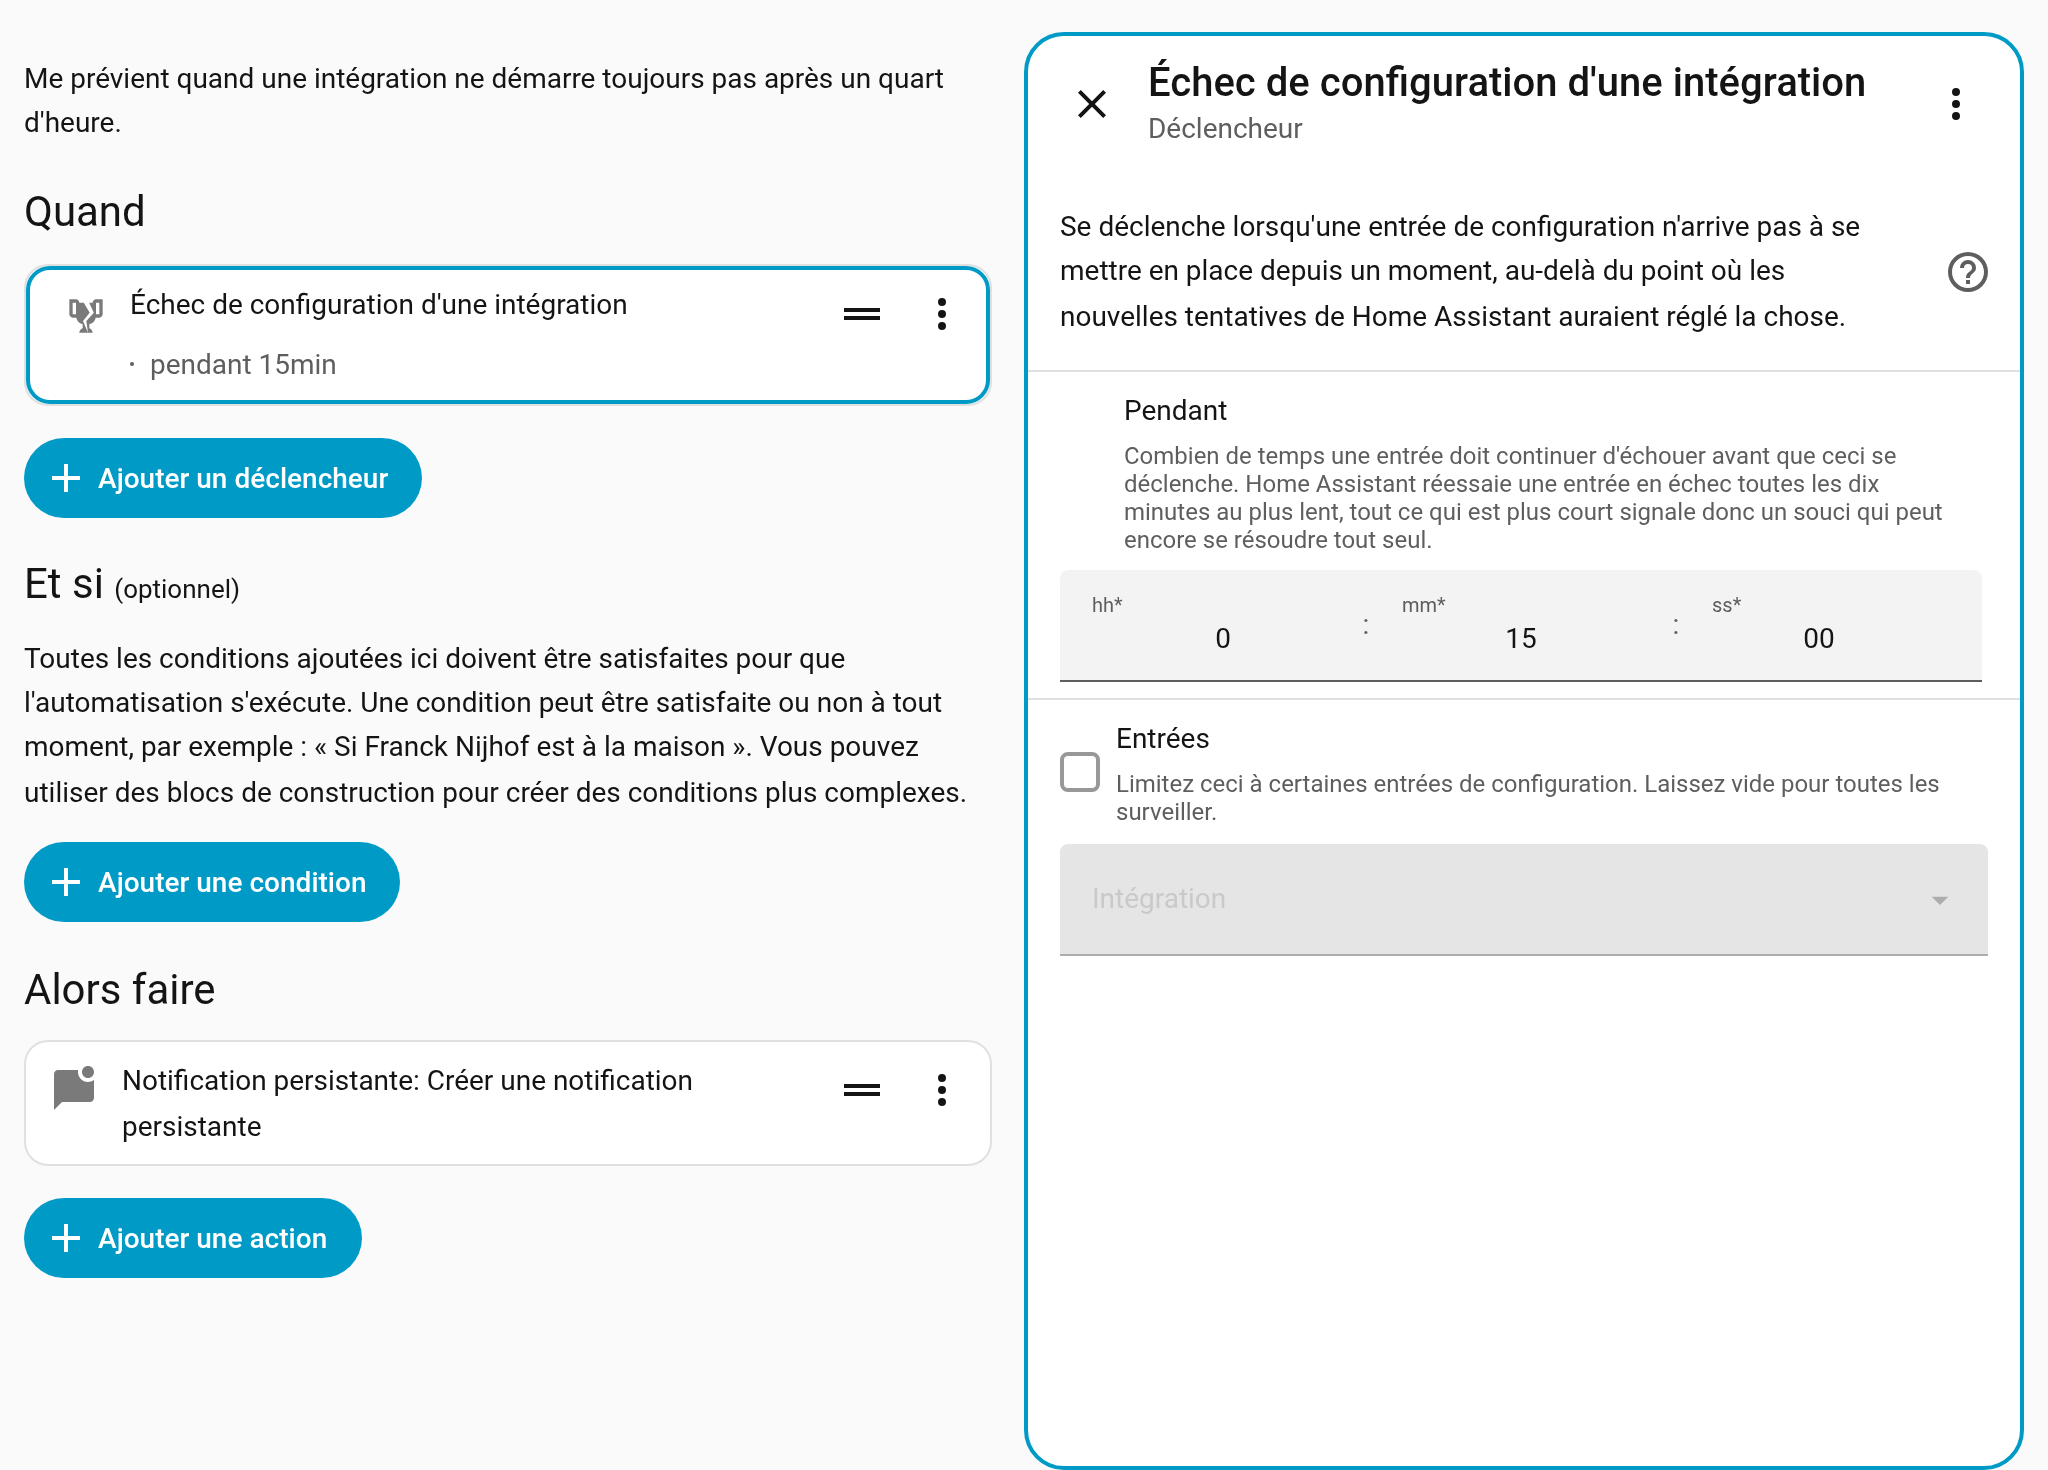 Me prévient quand une intégration ne démarre toujours pas après un quart
d'heure.
Quand
Échec de configuration d'une intégration
· pendant 15min
Ajouter un déclencheur
Et si (optionnel)
Toutes les conditions ajoutées ici doivent être satisfaites pour que
l'automatisation s'exécute. Une condition peut être satisfaite ou non à tout
moment, par exemple : « Si Franck Nijhof est à la maison ». Vous pouvez
utiliser des blocs de construction pour créer des conditions plus complexes.
Ajouter une condition
Alors faire
Notification persistante: Créer une notification
persistante
Ajouter une action
Échec de configuration d'une intégration
Déclencheur
Se déclenche lorsqu'une entrée de configuration n'arrive pas à se
mettre en place depuis un moment, au-delà du point où les
nouvelles tentatives de Home Assistant auraient réglé la chose.
Pendant
Combien de temps une entrée doit continuer d'échouer avant que ceci se
déclenche. Home Assistant réessaie une entrée en échec toutes les dix
minutes au plus lent, tout ce qui est plus court signale donc un souci qui peut
encore se résoudre tout seul.
hh* mm* ss*
0 : 15 : 00
Entrées
Limitez ceci à certaines entrées de configuration. Laissez vide pour toutes les
surveiller.
Intégration